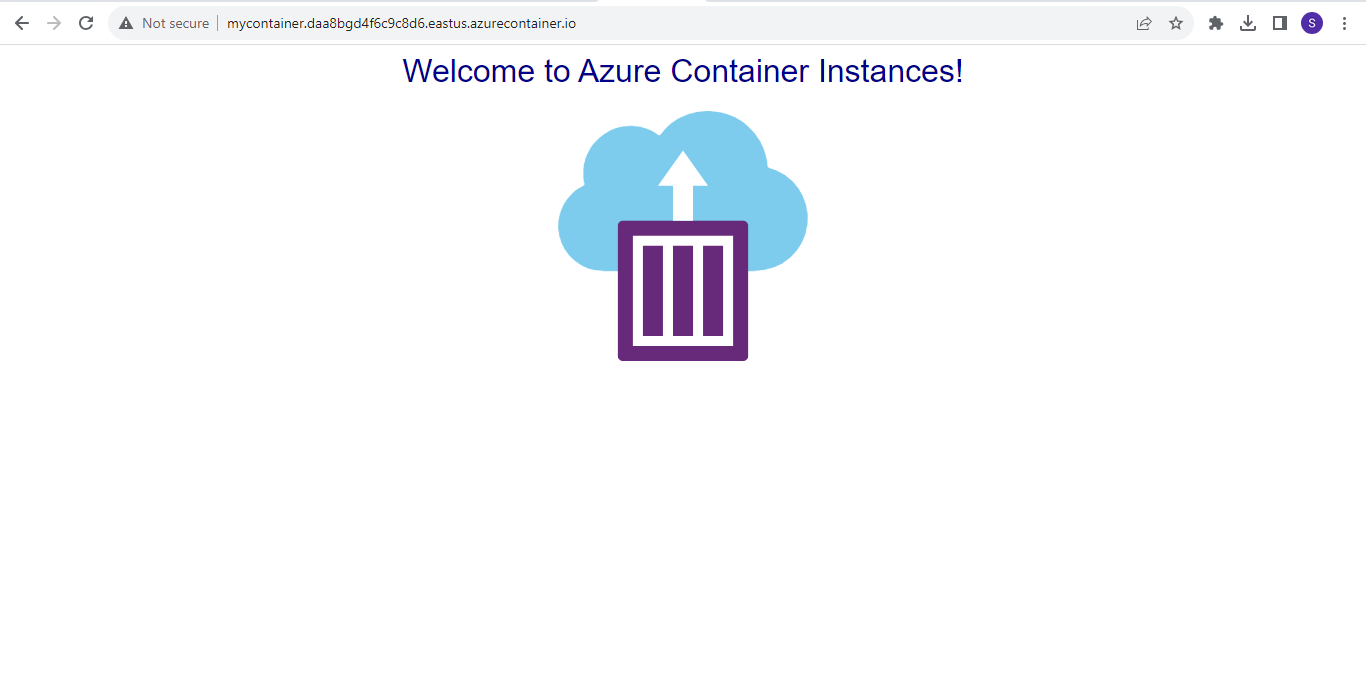 Not secure mycontainer.daa8bgd4f6c9c8d6.eastus.azurecontainer.io S
Welcome to Azure Container Instances!